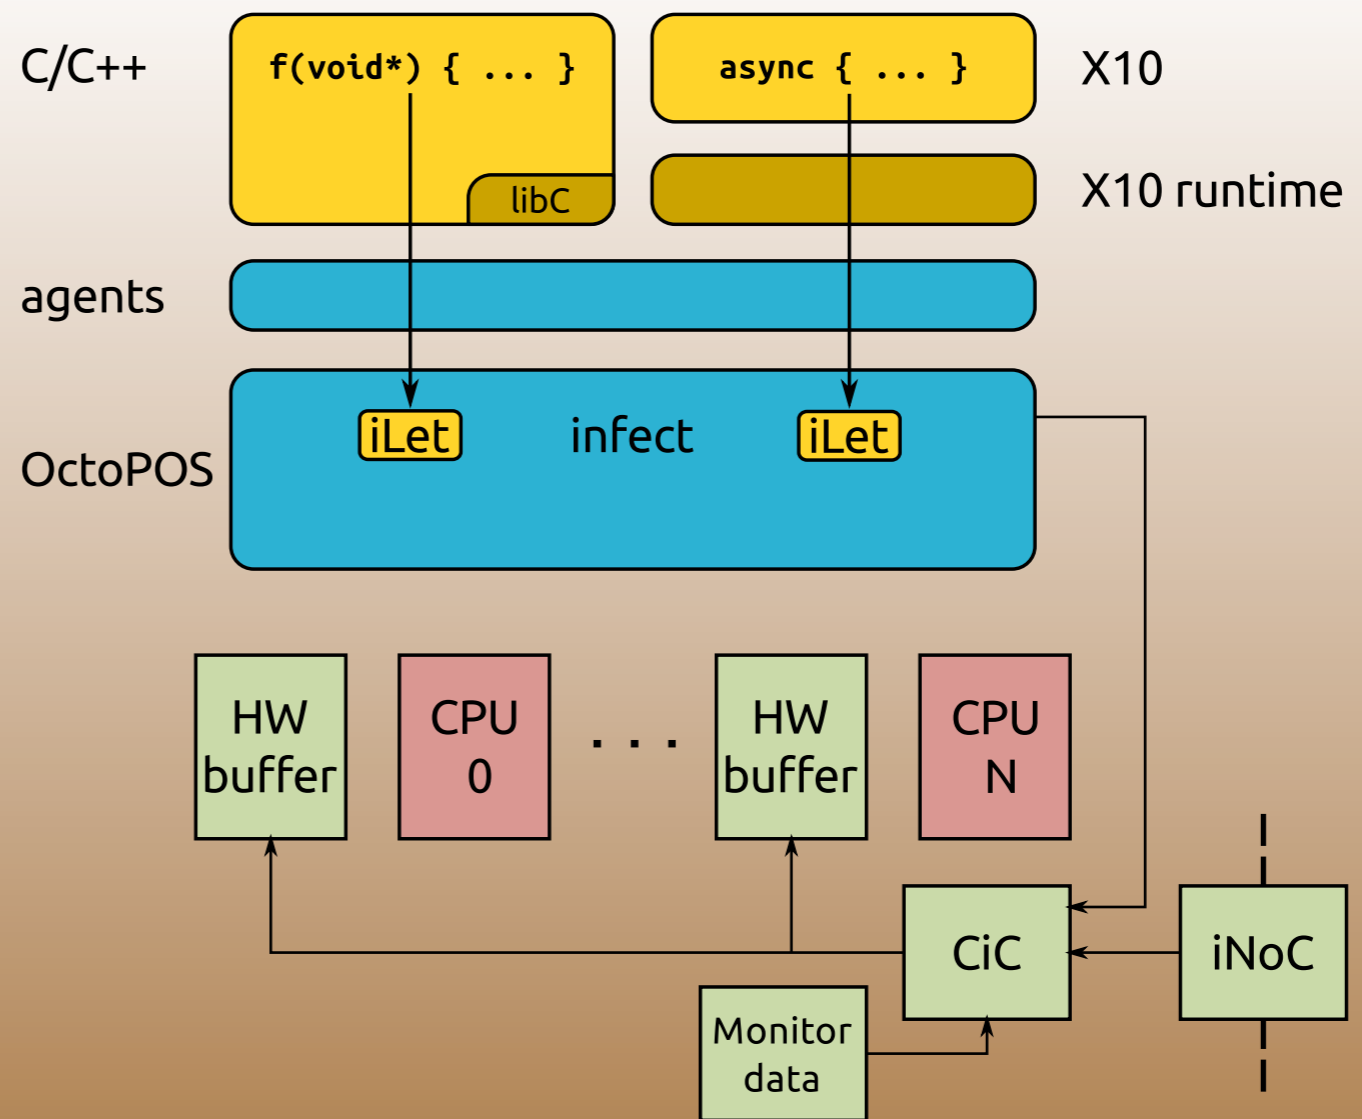 C/C++
f(void*) { ... }
async { ... }
X10
libC
X10 runtime
agents
iLet
infect
iLet
OctoPOS
HW
buffer
CPU
0
. . .
HW
buffer
CPU
N
CiC
iNoC
Monitor
data